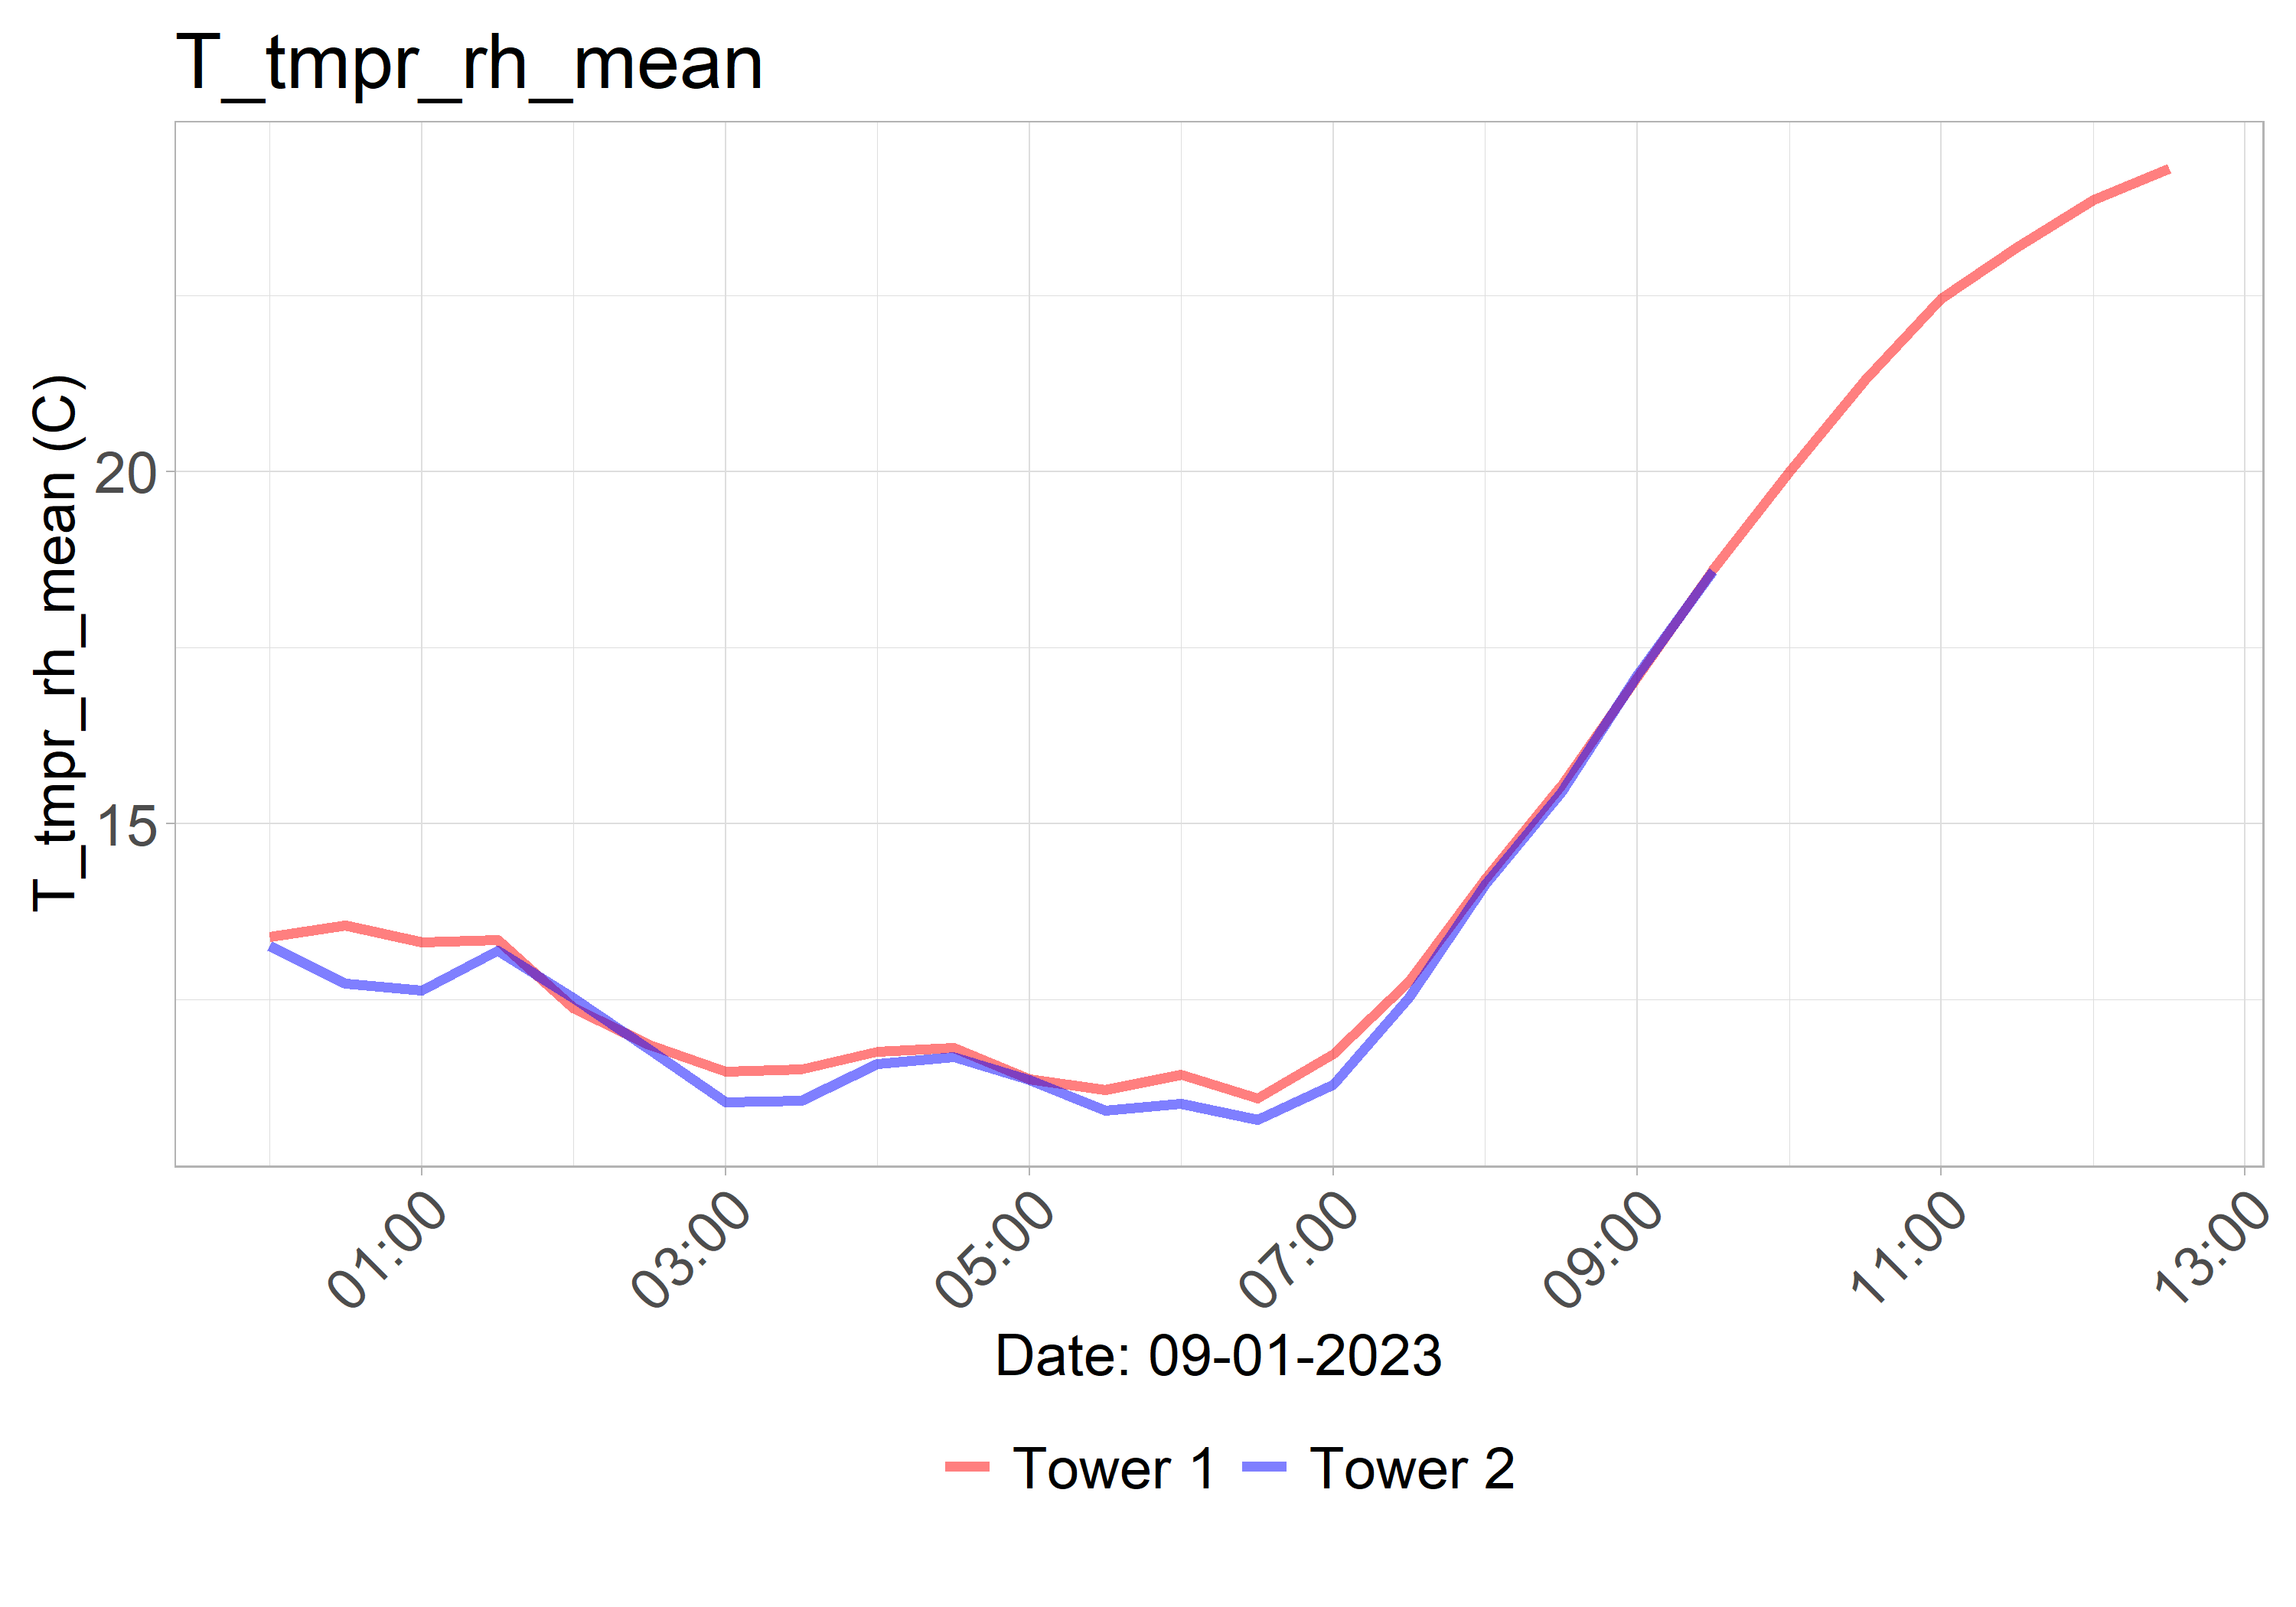 T_tmpr_rh_mean
T_tmpr_rh_mean (C)
20
15
01:00
03:00
05:00
07:00
09:00
11:00
13:00
Date: 09-01-2023
Tower 1
Tower 2